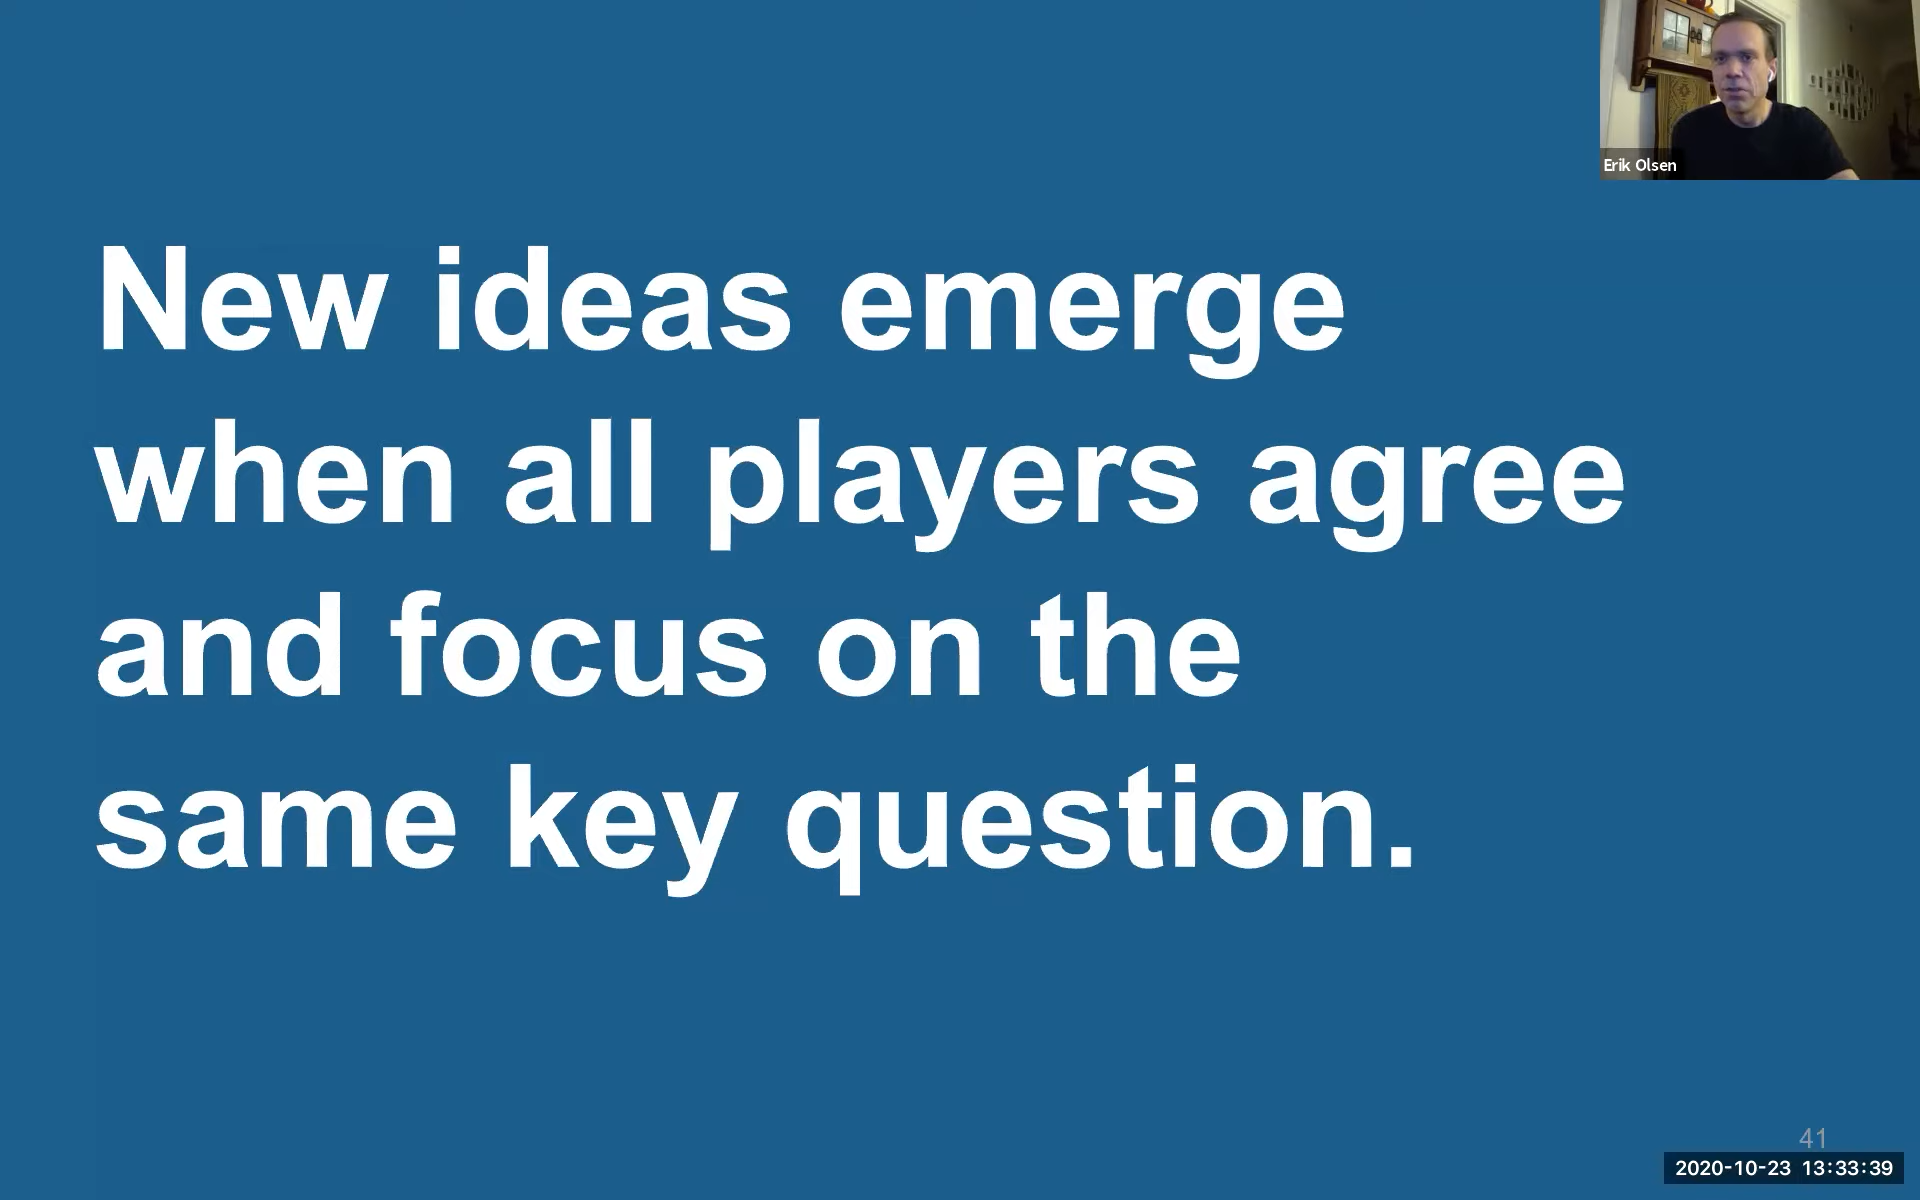 Erik Olsen
New ideas emerge
when all players agree
and focus on the
same key question.
41
2020-10-23 13:33:39